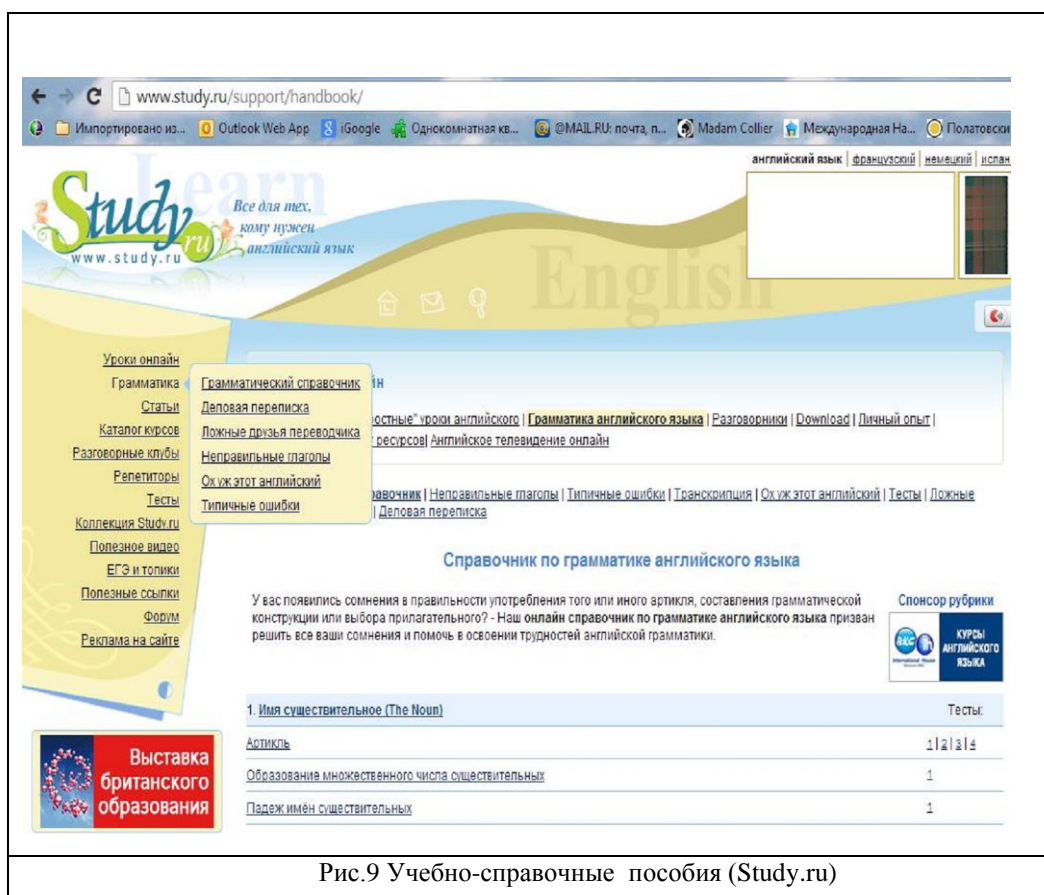 www.study.ru/support/handbook/
Импортировано из... Outlook Web App iGoogle Однокомнатная кв... @MAIL.RU: почта, п... Madam Collier Международная На... Полатовски
английский язык | французский | немецкий | испан
Learn
Study.ru
www.study.ru
Все для тех,
кому нужен
английский язык
English
Уроки онлайн
Грамматика
Статьи
Каталог курсов
Разговорные клубы
Репетиторы
Тесты
Коллекция Study.ru
Полезное видео
ЕГЭ и топики
Полезные ссылки
Форум
Реклама на сайте
Грамматический справочник
Деловая переписка
Ложные друзья переводчика
Неправильные глаголы
Ох уж этот английский
Типичные ошибки
йн
остные" уроки английского | Грамматика английского языка | Разговорники | Download | Личный опыт |
ресурсов| Английское телевидение онлайн
равочник | Неправильные глаголы | Типичные ошибки | Транскрипция | Ох уж этот английский | Тесты | Ложные
| Деловая переписка
Справочник по грамматике английского языка
У вас появились сомнения в правильности употребления того или иного артикля, составления грамматической
конструкции или выбора прилагательного? - Наш онлайн справочник по грамматике английского языка призван
решить все ваши сомнения и помочь в освоении трудностей английской грамматики.
Спонсор рубрики
КУРСЫ
АНГЛИЙСКОГО
ЯЗЫКА
1. Имя существительное (The Noun) Тесты:
Артикль 1 | 2 | 3 | 4
Образование множественного числа существительных 1
Падеж имён существительных 1
Выставка
британского
образования
Рис.9 Учебно-справочные пособия (Study.ru)